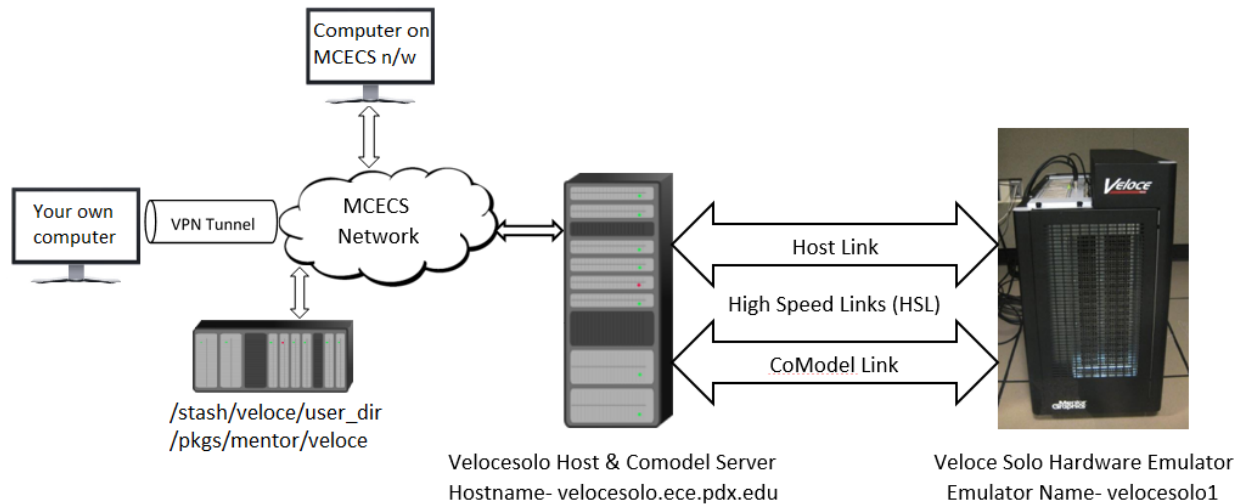 Computer on
MCECS n/w
Your own
computer
VPN Tunnel
MCECS
Network
/stash/veloce/user_dir
/pkgs/mentor/veloce
Host Link
High Speed Links (HSL)
CoModel Link
Velocesolo Host & Comodel Server
Hostname- velocesolo.ece.pdx.edu
Veloce
Mentor
Graphics
Veloce Solo Hardware Emulator
Emulator Name- velocesolo1